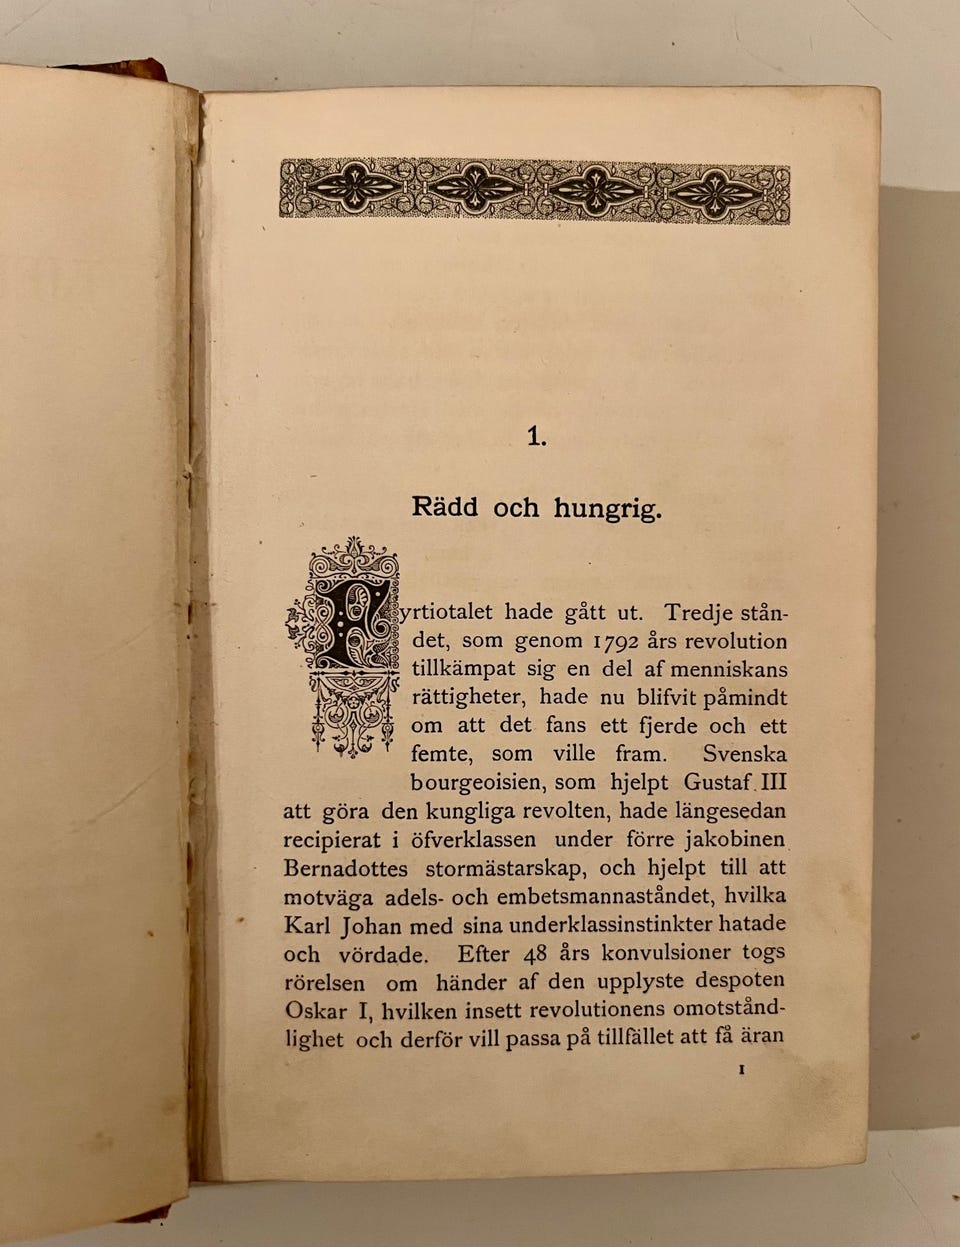 1.
Rädd och hungrig.
Fyrtiotalet hade gått ut. Tredje stån-
det, som genom 1792 års revolution
tillkämpat sig en del af menniskans
rättigheter, hade nu blifvit påmindt
om att det fans ett fjerde och ett
femte, som ville fram. Svenska
bourgeoisien, som hjelpt Gustaf III
att göra den kungliga revolten, hade längesedan
recipierat i öfverklassen under förre jakobinen
Bernadottes stormästarskap, och hjelpt till att
motväga adels- och embetsmannaståndet, hvilka
Karl Johan med sina underklassinstinkter hatade
och vördade. Efter 48 års konvulsioner togs
rörelsen om händer af den upplyste despoten
Oskar I, hvilken insett revolutionens omotstånd-
lighet och derför vill passa på tillfället att få äran
1